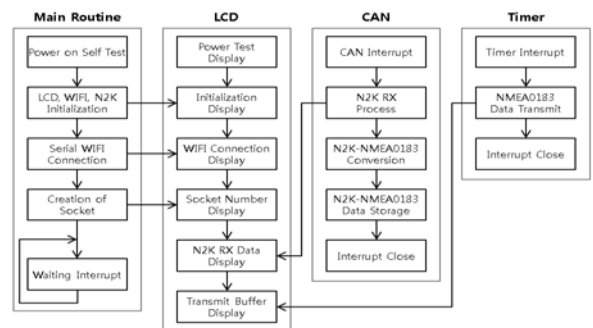 Main Routine
Power on Self Test
LCD, WIFI, N2K
Initialization
Serial WIFI
Connection
Creation of
Socket
Waiting Interrupt
LCD
Power Test
Display
Initialization
Display
WIFI Connection
Display
Socket Number
Display
N2K RX Data
Display
Transmit Buffer
Display
CAN
CAN Interrupt
N2K RX
Process
N2K-NMEA0183
Conversion
N2K-NMEA0183
Data Storage
Interrupt Close
Timer
Timer Interrupt
NMEA0183
Data Transmit
Interrupt Close